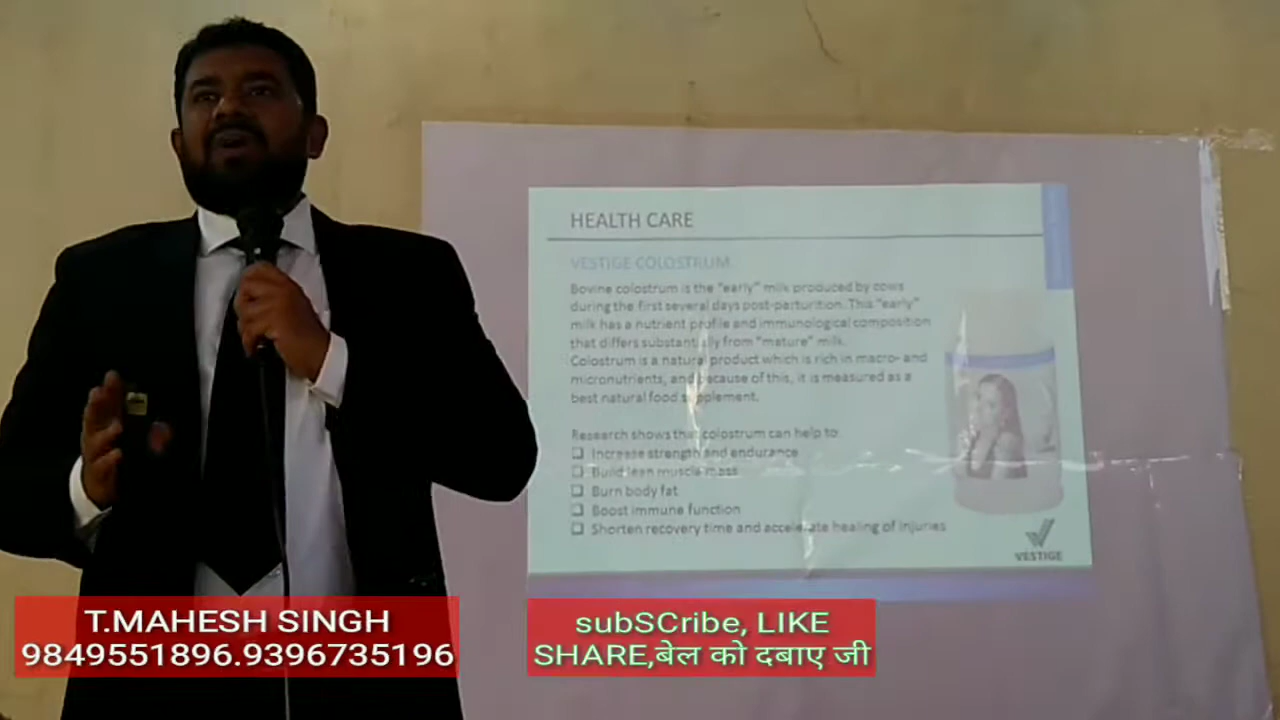 HEALTH CARE
VESTIGE COLOSTRUM
Bovine colostrum is the "early" milk produced by cows
during the first several days post-parturition. This "early"
milk has a nutrient profile and immunological composition
that differs substantially from "mature" milk.
Colostrum is a natural product which is rich in macro- and
micronutrients, and because of this, it is measured as a
best natural food supplement.
Research shows that colostrum can help to:
Increase strength and endurance
Build lean muscle mass
Burn body fat
Boost immune function
Shorten recovery time and accelerate healing of injuries
VESTIGE
T.MAHESH SINGH
9849551896.9396735196
subSCribe, LIKE
SHARE,बेल को दबाए जी